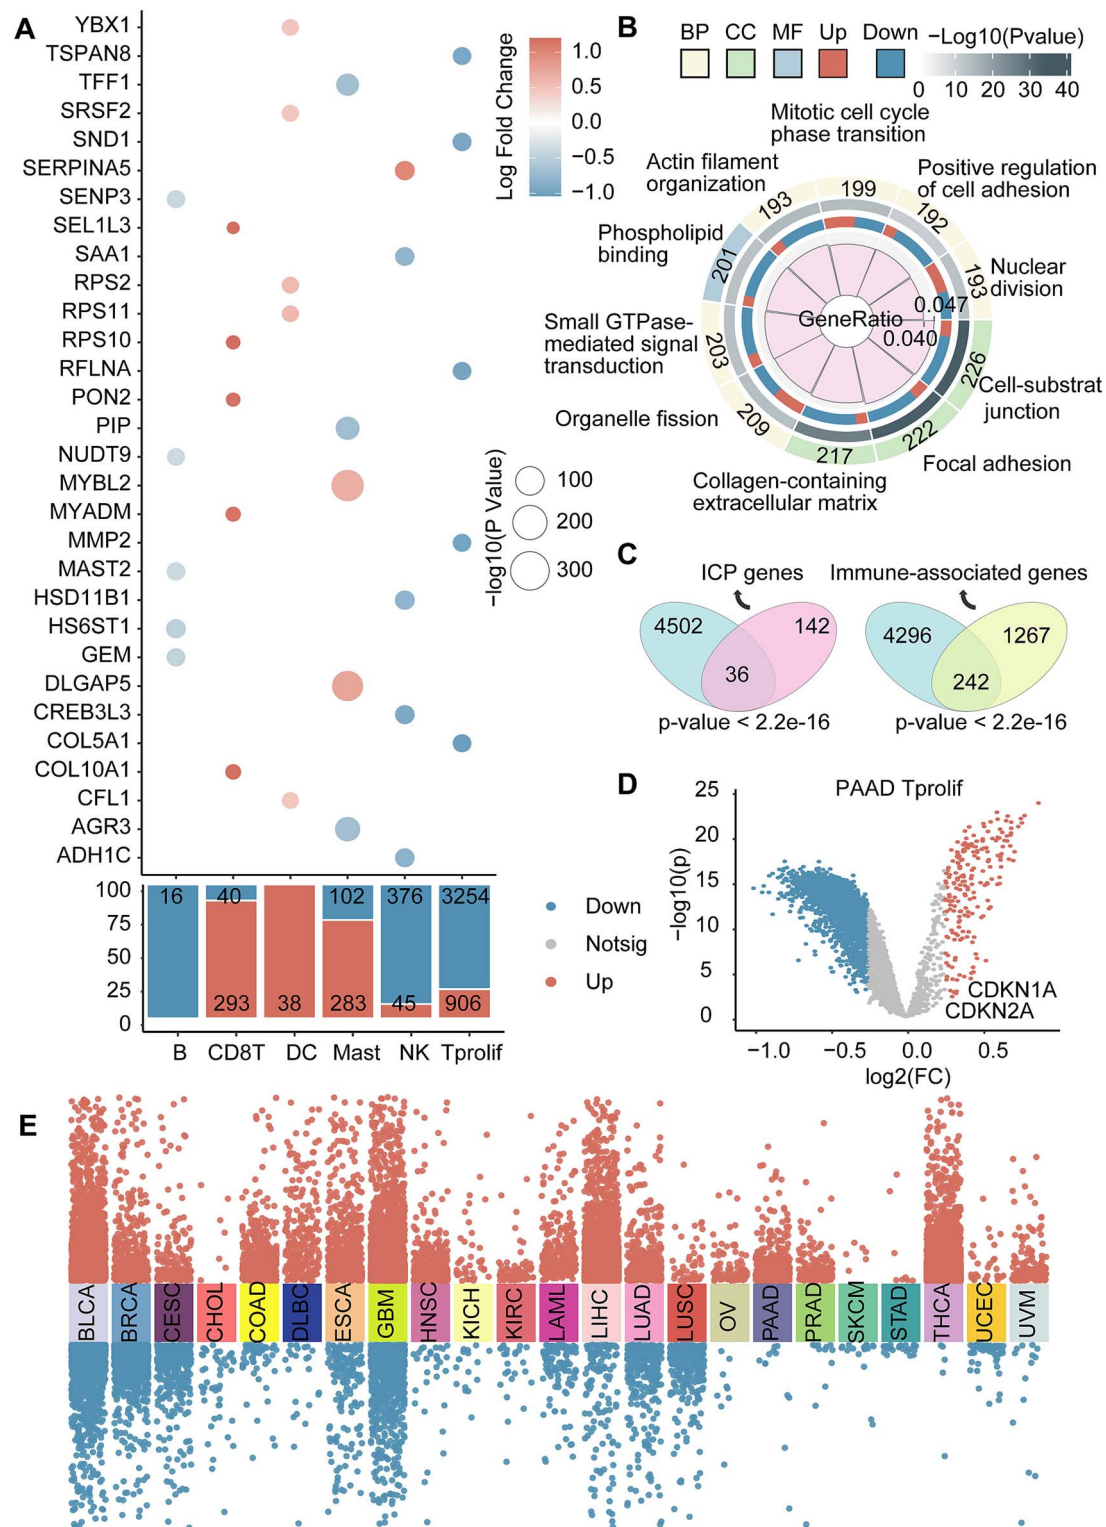 A
YBX1
TSPAN8
TFF1
SRSF2
SND1
SERPINA5
SENP3
SEL1L3
SAA1
RPS2
RPS11
RPS10
RFLNA
PON2
PIP
NUDT9
MYBL2
MYADM
MMP2
MAST2
HSD11B1
HS6ST1
GEM
DLGAP5
CREB3L3
COL5A1
COL10A1
CFL1
AGR3
ADH1C
Log Fold Change
1.0
0.5
0.0
−0.5
−1.0
−log10(P Value)
100
200
300
100
75
50
25
0
16
40
102
376
3254
293
38
283
45
906
B
CD8T
DC
Mast
NK
Tprolif
Down
Notsig
Up
B
BP
CC
MF
Up
Down
−Log10(Pvalue)
0
10
20
30
40
Mitotic cell cycle
phase transition
Actin filament
organization
Positive regulation
of cell adhesion
Phospholipid
binding
Nuclear
division
Small GTPase-
mediated signal
transduction
Organelle fission
Collagen-containing
extracellular matrix
Focal adhesion
Cell-substrat
junction
199
192
193
226
222
217
209
203
201
193
GeneRatio
0.047
0.040
C
ICP genes
4502
142
36
p-value < 2.2e-16
Immune-associated genes
4296
1267
242
p-value < 2.2e-16
D
PAAD Tprolif
−log10(p)
25
20
15
10
5
0
CDKN1A
CDKN2A
−1.0
−0.5
0.0
0.5
log2(FC)
E
BLCA
BRCA
CESC
CHOL
COAD
DLBC
ESCA
GBM
HNSC
KICH
KIRC
LAML
LIHC
LUAD
LUSC
OV
PAAD
PRAD
SKCM
STAD
THCA
UCEC
UVM